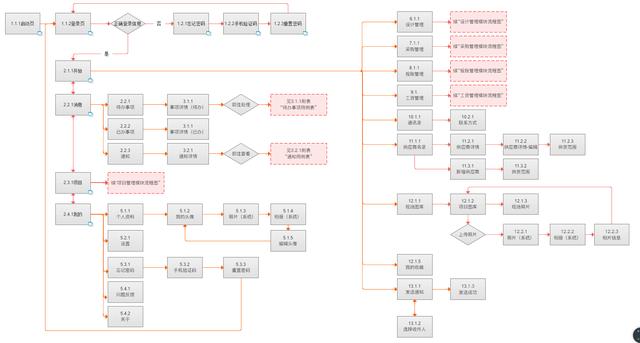 1.1.1启动页
1.1.2登录页
正确登录信息
否
1.2.1忘记密码
1.2.2手机验证码
1.2.3重置密码
是
2.1.1开始
2.2.1消息
2.2.1
待办事项
3.1.1
事项详情（待办）
前往处理
见3.1.1附表
“待办事项用例表”
2.2.2
已办事项
3.1.1
事项详情（已办）
2.2.3
通知
3.2.1
通知详情
前往查看
见3.2.1附表
“通知用例表”
2.3.1项目
续“项目管理模块流程图”
2.4.1我的
5.1.1
个人资料
5.1.2
我的头像
5.1.3
照片（系统）
5.1.4
相册（系统）
5.1.5
编辑头像
5.2.1
设置
5.3.1
忘记密码
5.3.2
手机验证码
5.3.3
重置密码
5.4.1
问题反馈
5.4.2
关于
6.1.1
设计管理
续“设计管理模块流程图”
7.1.1
采购管理
续“采购管理模块流程图”
8.1.1
报账管理
续“报账管理模块流程图”
9.1
工资管理
续“工资管理模块流程图”
10.1.1
通讯录
10.2.1
联系方式
11.1.1
供应商名录
11.2.1
供应商详情
11.2.2
供应商详情-编辑
11.2.3
供货范围
11.3.1
新增供应商
11.3.2
供货范围
12.1.1
现场图库
12.1.2
项目图库
12.1.3
现场照片
上传照片
12.2.1
照片（系统）
12.2.2
相册（系统）
12.2.3
相片信息
12.1.5
我的收藏
13.1.1
发送通知
13.1.3
发送成功
13.1.2
选择收件人